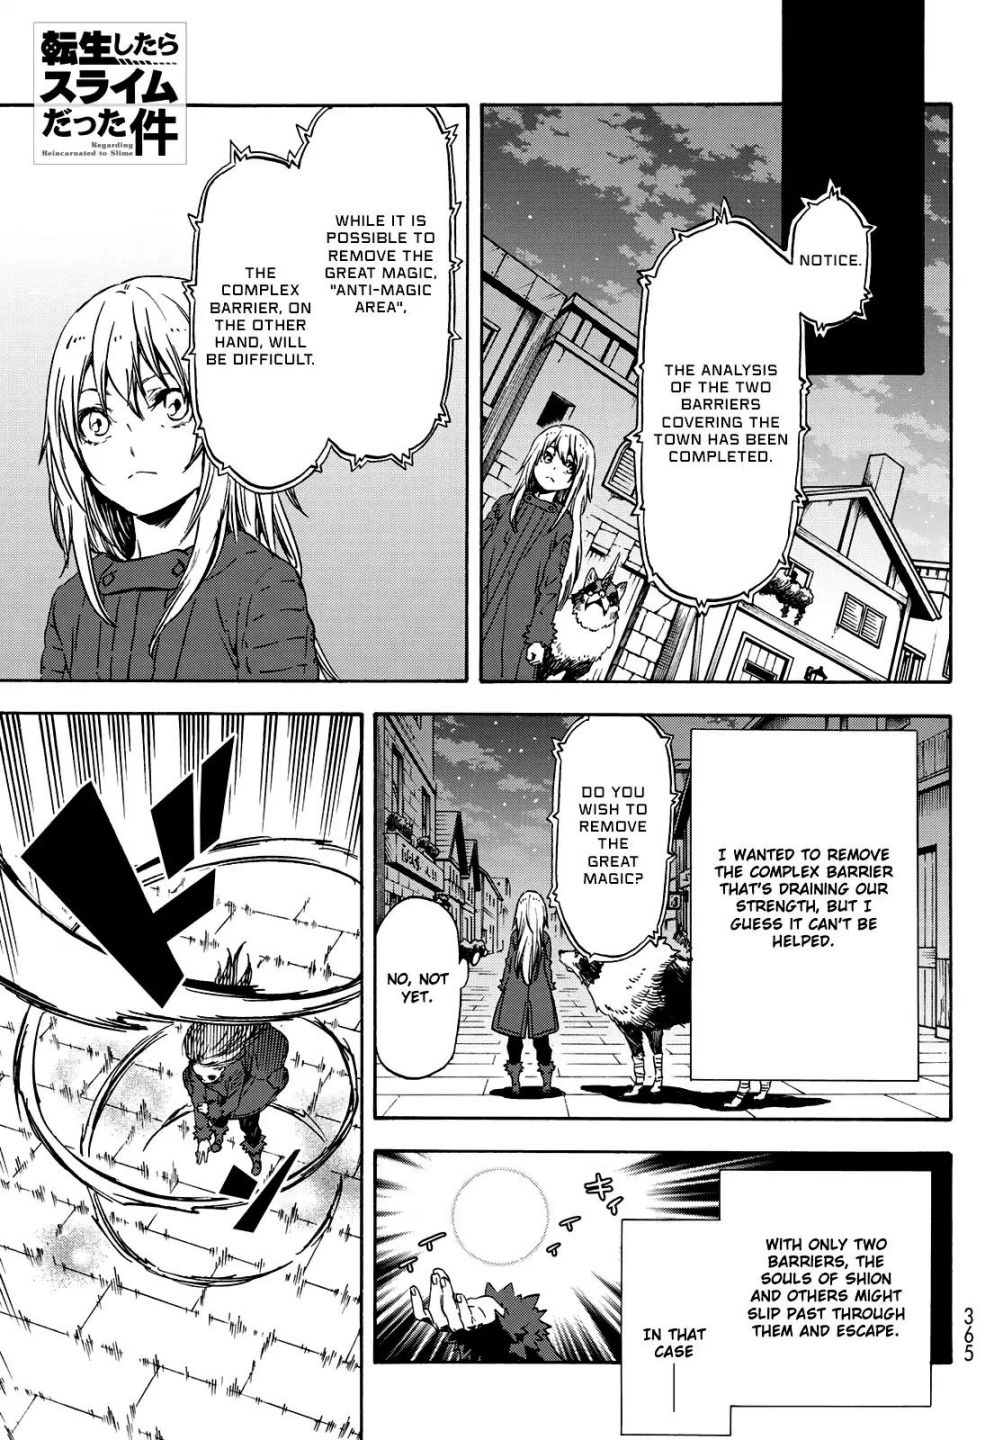 転生したら
スライム
だった件
Regarding
Reincarnated to Slime
NOTICE.
THE ANALYSIS
OF THE TWO
BARRIERS
COVERING THE
TOWN HAS BEEN
COMPLETED.
WHILE IT IS
POSSIBLE TO
REMOVE THE
GREAT MAGIC,
"ANTI-MAGIC
AREA",
THE
COMPLEX
BARRIER, ON
THE OTHER
HAND, WILL
BE DIFFICULT.
I WANTED TO REMOVE
THE COMPLEX BARRIER
THAT'S DRAINING OUR
STRENGTH, BUT I
GUESS IT CAN'T BE
HELPED.
DO YOU
WISH TO
REMOVE
THE
GREAT
MAGIC?
NO, NOT
YET.
WITH ONLY TWO
BARRIERS, THE
SOULS OF SHION
AND OTHERS MIGHT
SLIP PAST THROUGH
THEM AND ESCAPE.
IN THAT
CASE
キィィィ
365